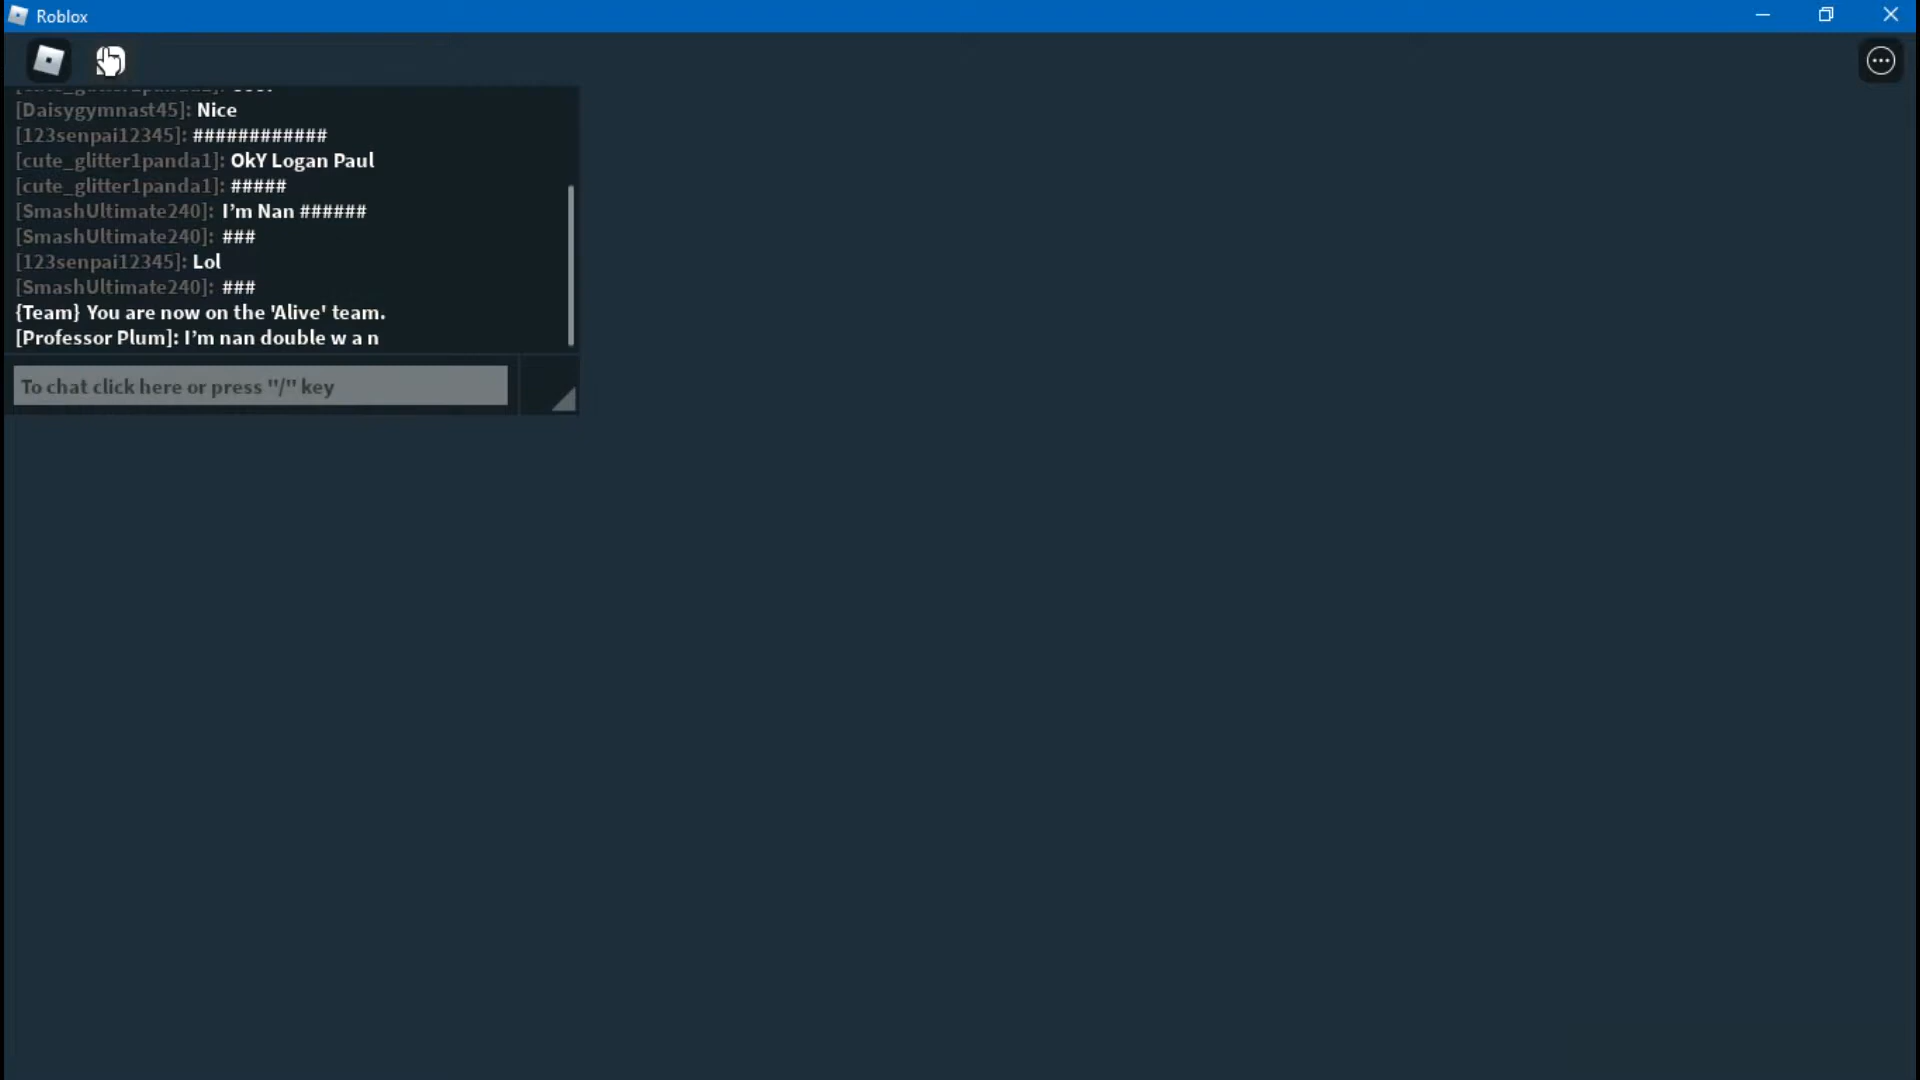 Roblox
[Daisygymnast45]: Nice
[123senpai12345]: ############
[cute_glitter1panda1]: OkY Logan Paul
[cute_glitter1panda1]: #####
[SmashUltimate240]: I’m Nan ######
[SmashUltimate240]: ###
[123senpai12345]: Lol
[SmashUltimate240]: ###
{Team} You are now on the 'Alive' team.
[Professor Plum]: I’m nan double w a n
To chat click here or press "/" key